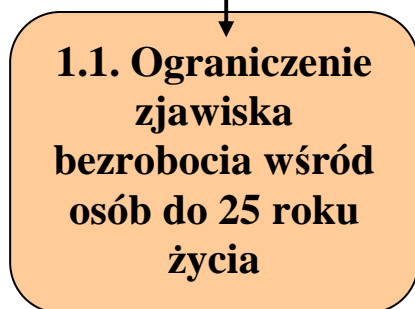 1.1. Ograniczenie
zjawiska
bezrobocia wśród
osób do 25 roku
życia